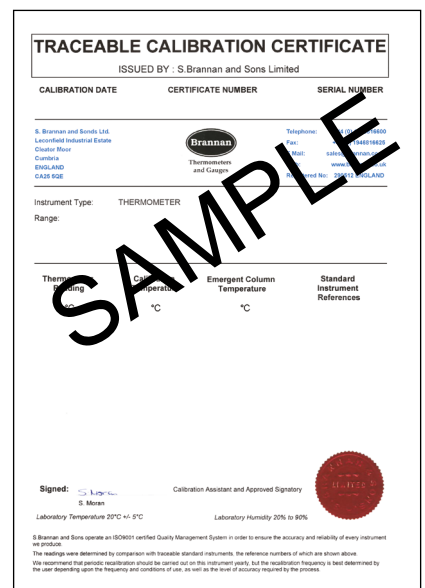 TRACEABLE CALIBRATION CERTIFICATE
ISSUED BY : S.Brannan and Sons Limited
CALIBRATION DATE CERTIFICATE NUMBER SERIAL NUMBER
S. Brannan and Sonds Ltd,
Leconfield Industrial Estate
Cleator Moor
Cumbria
ENGLAND
CA25 5QE
Brannan
Thermometers
and Gauges
Telephone:
Fax: 1946816625
Mail:
No: ENGLAND
SAMPLE
Instrument Type: THERMOMETER
Range:
Emergent Column Standard
Temperature Instrument
References
°C °C
Signed:
S. Moran
Calibration Assistant and Approved Signatory
LIMITED
Laboratory Temperature 20°C +/- 5°C Laboratory Humidity 20% to 90%
S.Brannan and Sons operate an ISO9001 certified Quality Management System in order to ensure the accuracy and reliability of every instrument
we produce.
The readings were determined by comparison with traceable standard instruments. the reference numbers of which are shown above.
We recommend that periodic recalibration should be carried out on this instrument yearly, but the recalibration frequency is best determined by
the user depending upon the frequency and conditions of use, as well as the level of accuracy required by the process